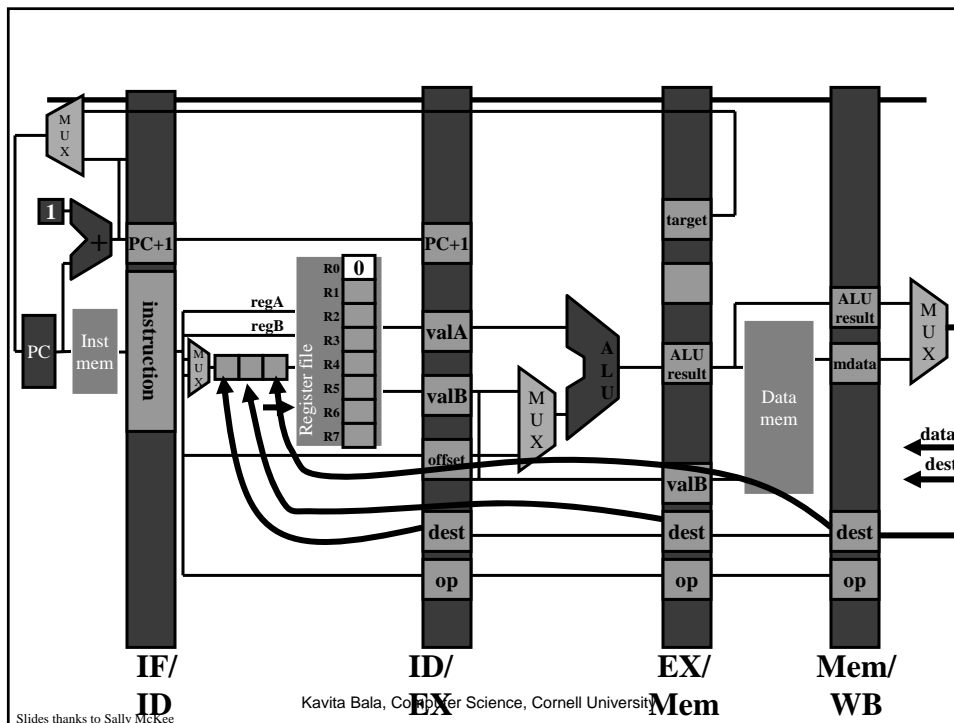 M
U
X
1
+
PC
Inst
mem
PC+1
instruction
regA
regB
M
U
X
Register file
R0
0
R1
R2
R3
R4
R5
R6
R7
PC+1
valA
valB
offset
dest
op
M
U
X
A
L
U
target
ALU
result
valB
dest
op
Data
mem
ALU
result
mdata
dest
op
M
U
X
data
dest
IF/
ID
ID/
EX
EX/
Mem
Mem/
WB
Kavita Bala, Computer Science, Cornell University
Slides thanks to Sally McKee